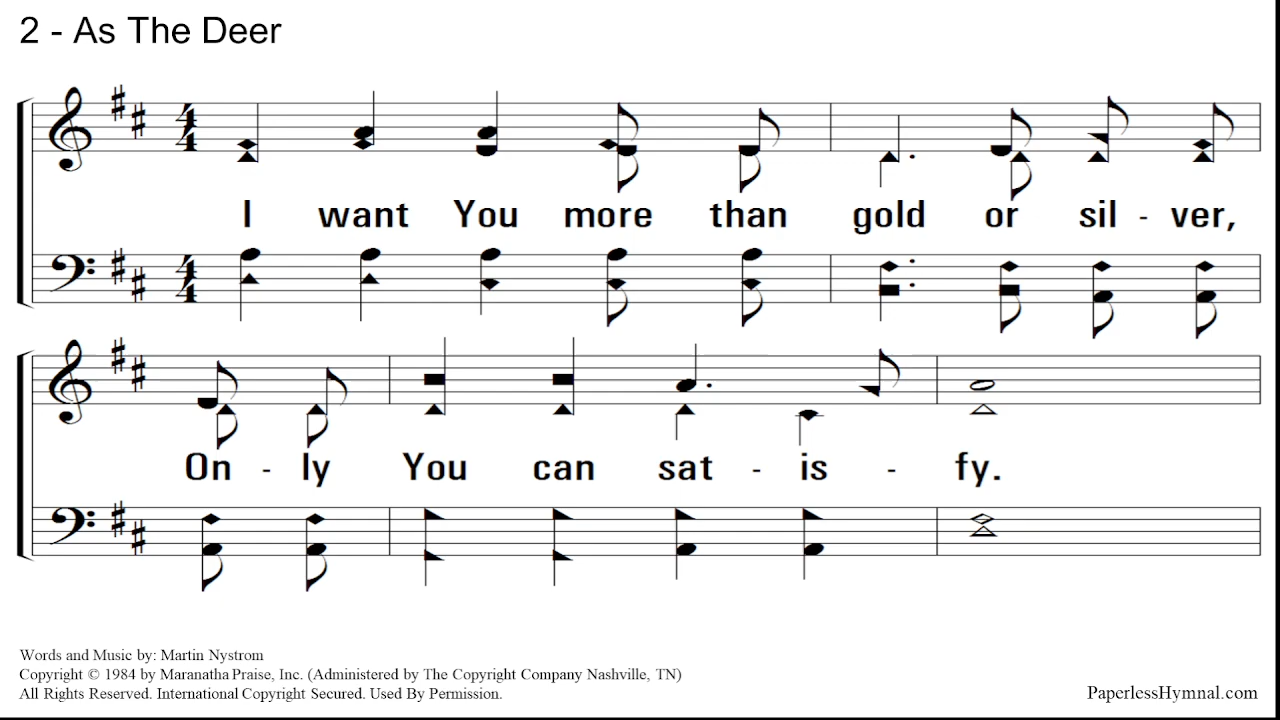 2 - As The Deer
I want You more than gold or sil - ver,
On - ly You can sat - is - fy.
Words and Music by: Martin Nystrom
Copyright © 1984 by Maranatha Praise, Inc. (Administered by The Copyright Company Nashville, TN)
All Rights Reserved. International Copyright Secured. Used By Permission.
PaperlessHymnal.com